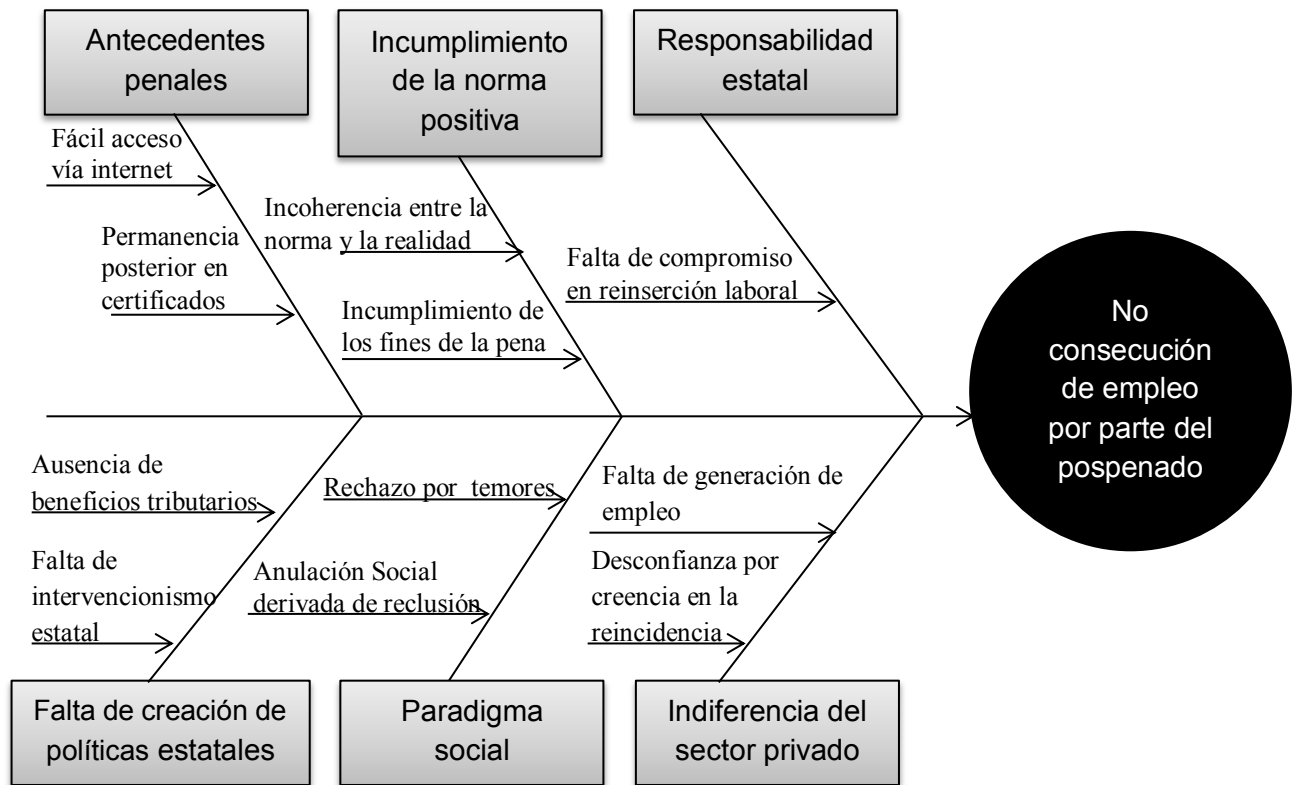 Antecedentes
penales
Incumplimiento
de la norma
positiva
Responsabilidad
estatal
Fácil acceso
vía internet
Permanencia
posterior en
certificados
Incoherencia entre la
norma y la realidad
Incumplimiento de
los fines de la pena
Falta de compromiso
en reinserción laboral
No
consecución
de empleo
por parte del
pospenado
Ausencia de
beneficios tributarios
Falta de
intervencionismo
estatal
Rechazo por temores
Anulación Social
derivada de reclusión
Falta de generación de
empleo
Desconfianza por
creencia en la
reincidencia
Falta de creación de
políticas estatales
Paradigma
social
Indiferencia del
sector privado